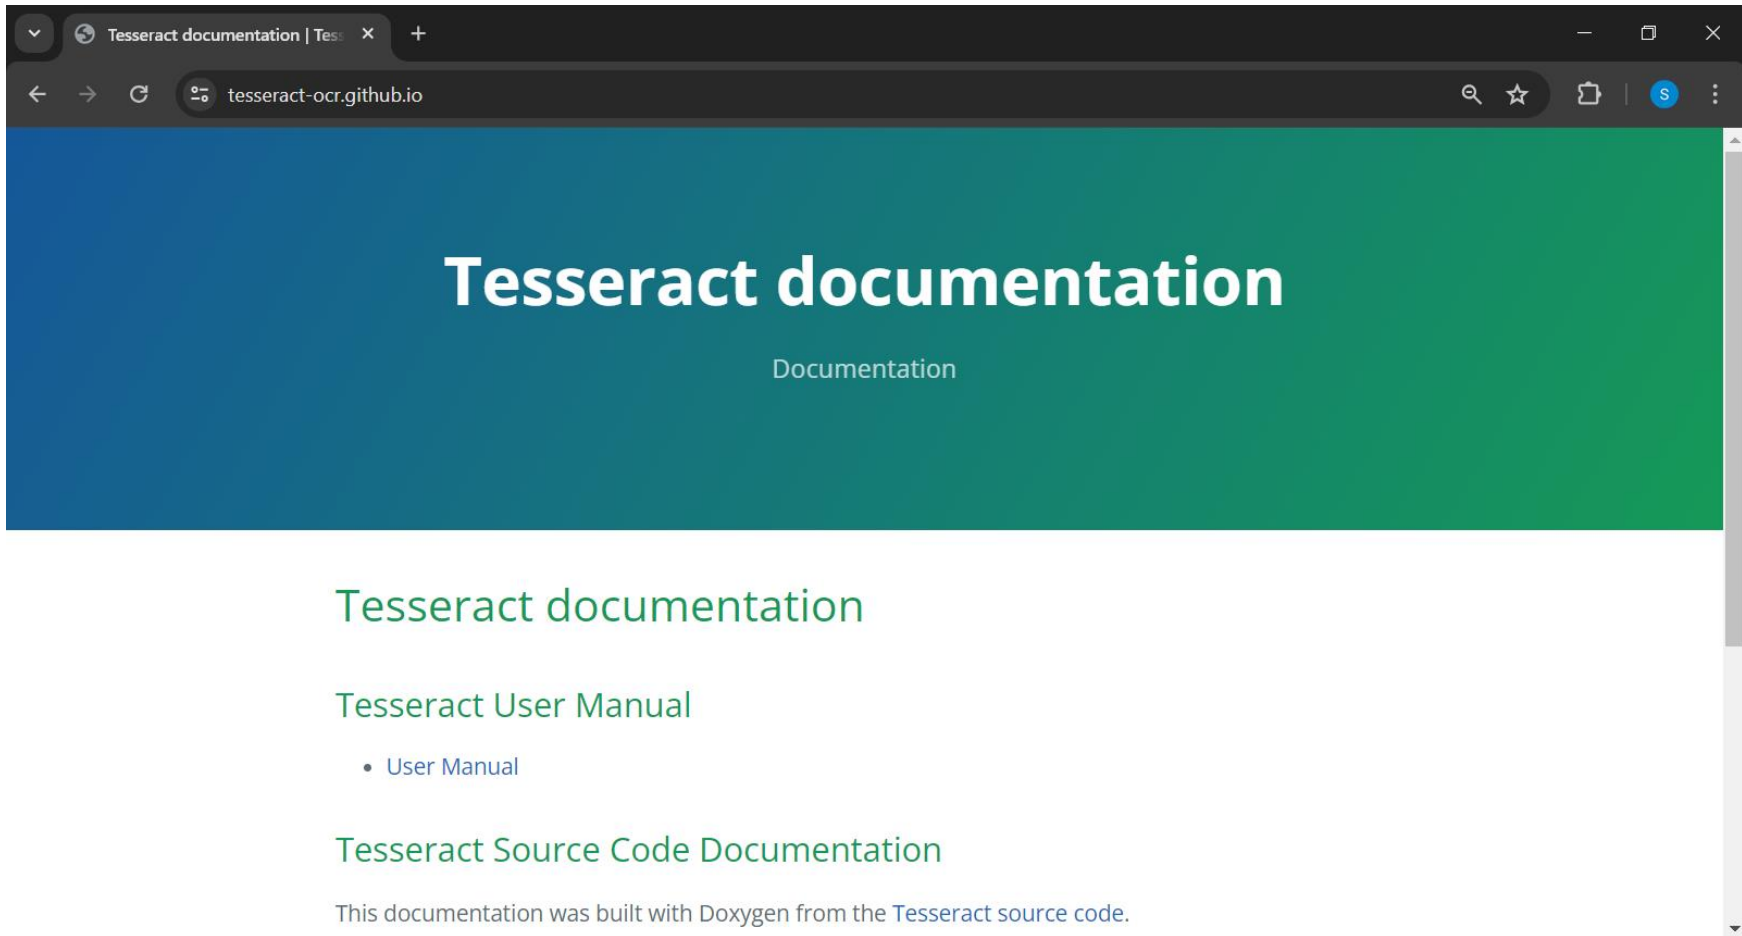 Tesseract documentation | Tes
tesseract-ocr.github.io
S
Tesseract documentation
Documentation
Tesseract documentation
Tesseract User Manual
• User Manual
Tesseract Source Code Documentation
This documentation was built with Doxygen from the Tesseract source code.